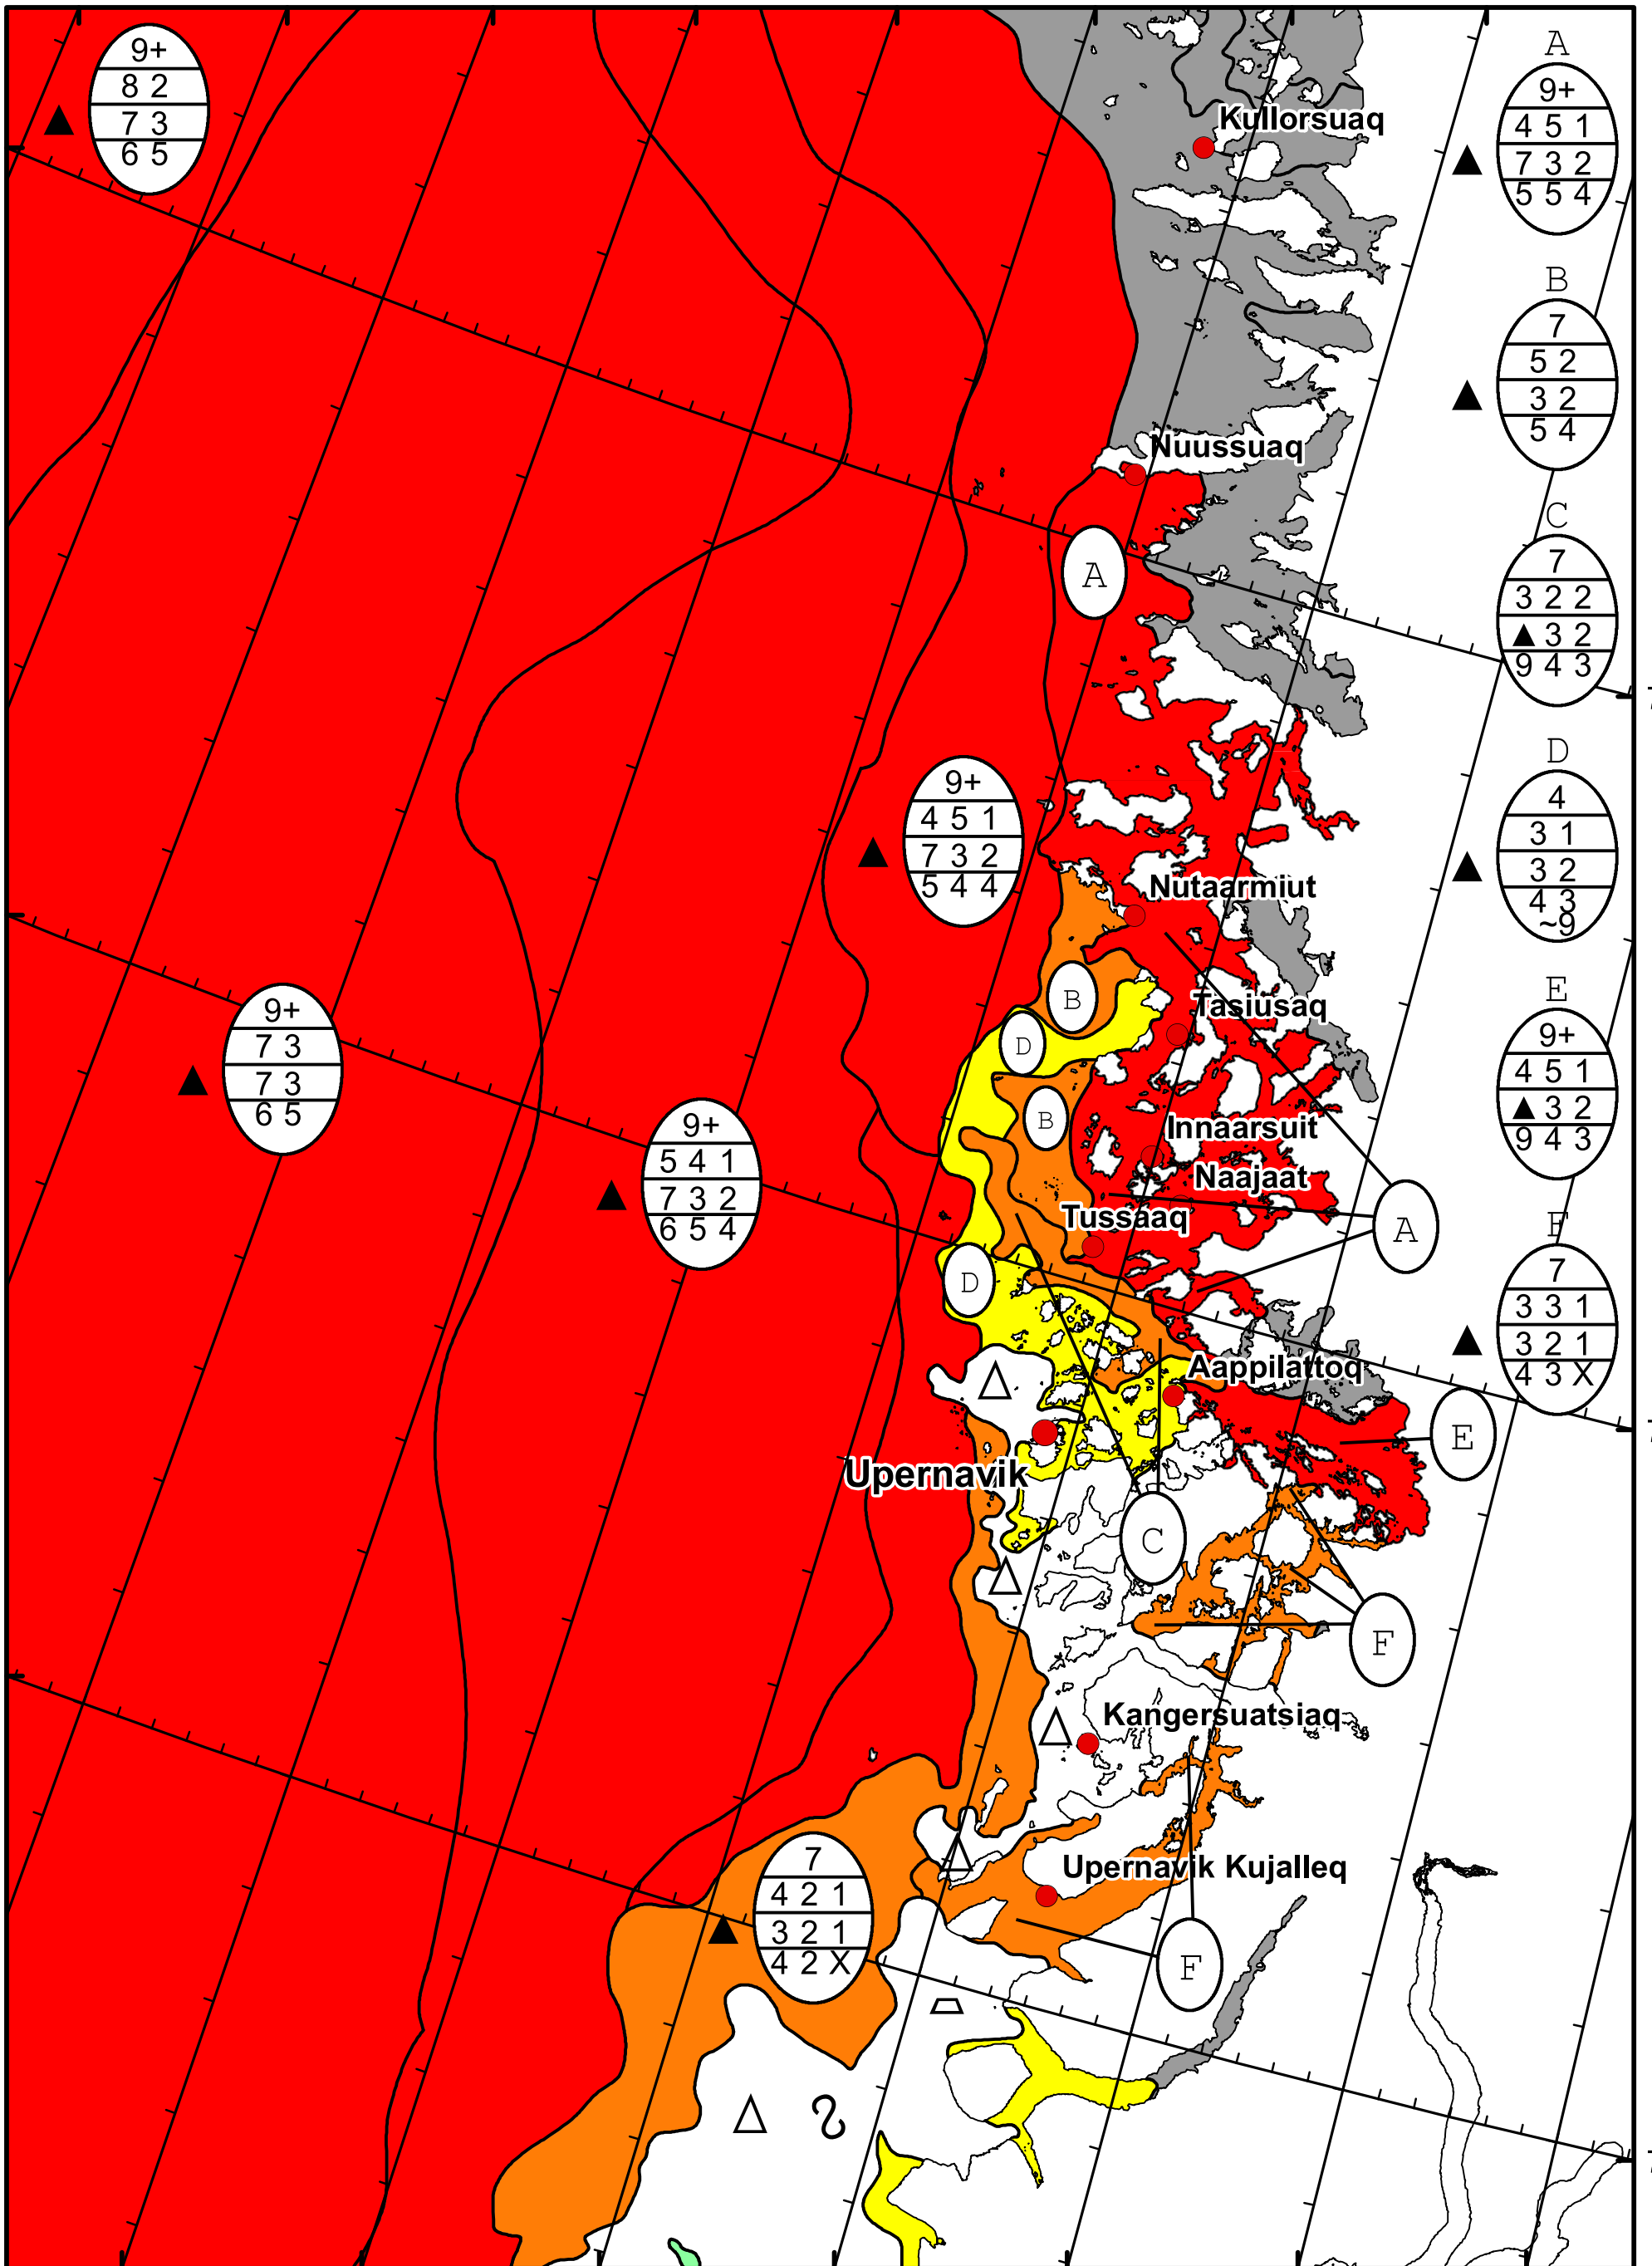 9+
8 2
7 3
6 5
A
9+
4 5 1
7 3 2
5 5 4
Kullorsuaq
B
7
5 2
3 2
5 4
Nuussuaq
C
7
3 2 2
▲ 3 2
9 4 3
A
D
4
3 1
3 2
4 3
~9
9+
4 5 1
7 3 2
5 4 4
Nutaarmiut
B
Tasiusaq
D
E
9+
4 5 1
▲ 3 2
9 4 3
9+
7 3
7 3
6 5
B
Innaarsuit
9+
5 4 1
7 3 2
6 5 4
Naajaat
Tussaaq
A
D
F
7
3 3 1
3 2 1
4 3 X
Aappilattoq
E
Upernavik
C
F
Kangersuatsiaq
7
4 2 1
3 2 1
4 2 X
Upernavik Kujalleq
F